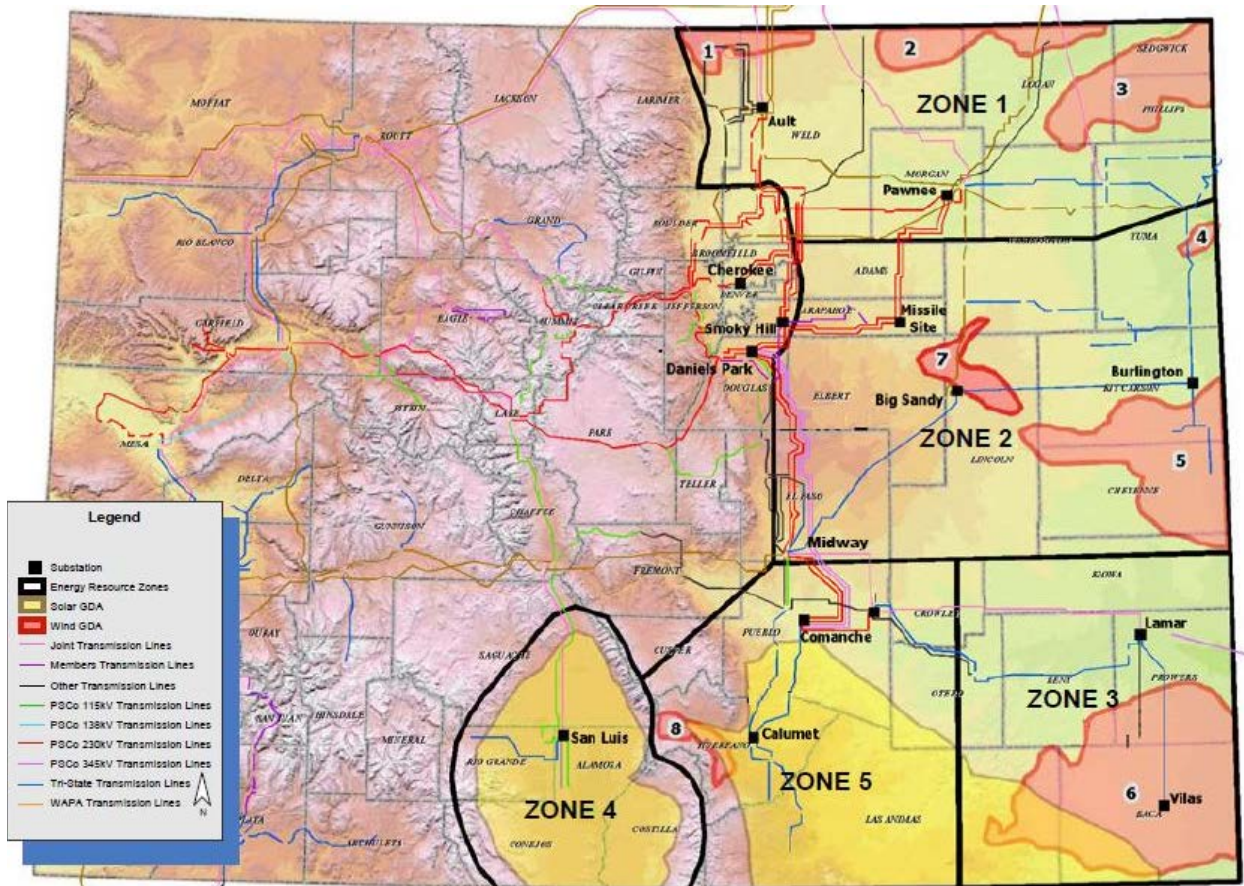 1
2
3
SEDGWICK
LOGAN
MOFFAT
JACKSON
LARIMER
ZONE 1
PHILLIPS
ROUTT
Ault
WELD
MORGAN
Pawnee
GRAND
BOULDER
RIO BLANCO
WASHINGTON
YUMA
4
BROOMFIELD
GILPIN
ADAMS
Cherokee
DENVER
CLEAR CREEK
JEFFERSON
EAGLE
SUMMIT
ARAPAHOE
GARFIELD
Smoky Hill
Missile
Site
Daniels Park
7
DOUGLAS
Burlington
KIT CARSON
ELBERT
Big Sandy
PITKIN
LAKE
PARK
ZONE 2
MESA
LINCOLN
5
DELTA
TELLER
CHEYENNE
EL PASO
CHAFFEE
GUNNISON
Midway
FREMONT
KIOWA
Legend
Substation
Energy Resource Zones
Solar GDA
Wind GDA
Joint Transmission Lines
Members Transmission Lines
Other Transmission Lines
PSCo 115kV Transmission Lines
PSCo 138kV Transmission Lines
PSCo 230kV Transmission Lines
PSCo 345kV Transmission Lines
Tri-State Transmission Lines
WAPA Transmission Lines
N
CROWLEY
Lamar
OURAY
PUEBLO
Comanche
SAGUACHE
CUSTER
BENT
PROWERS
OTERO
ZONE 3
SAN JUAN
HINSDALE
MINERAL
8
San Luis
HUERFANO
Calumet
RIO GRANDE
ALAMOSA
ZONE 5
6
Vilas
ZONE 4
BACA
LAS ANIMAS
COSTILLA
PLATA
ARCHULETA
CONEJOS